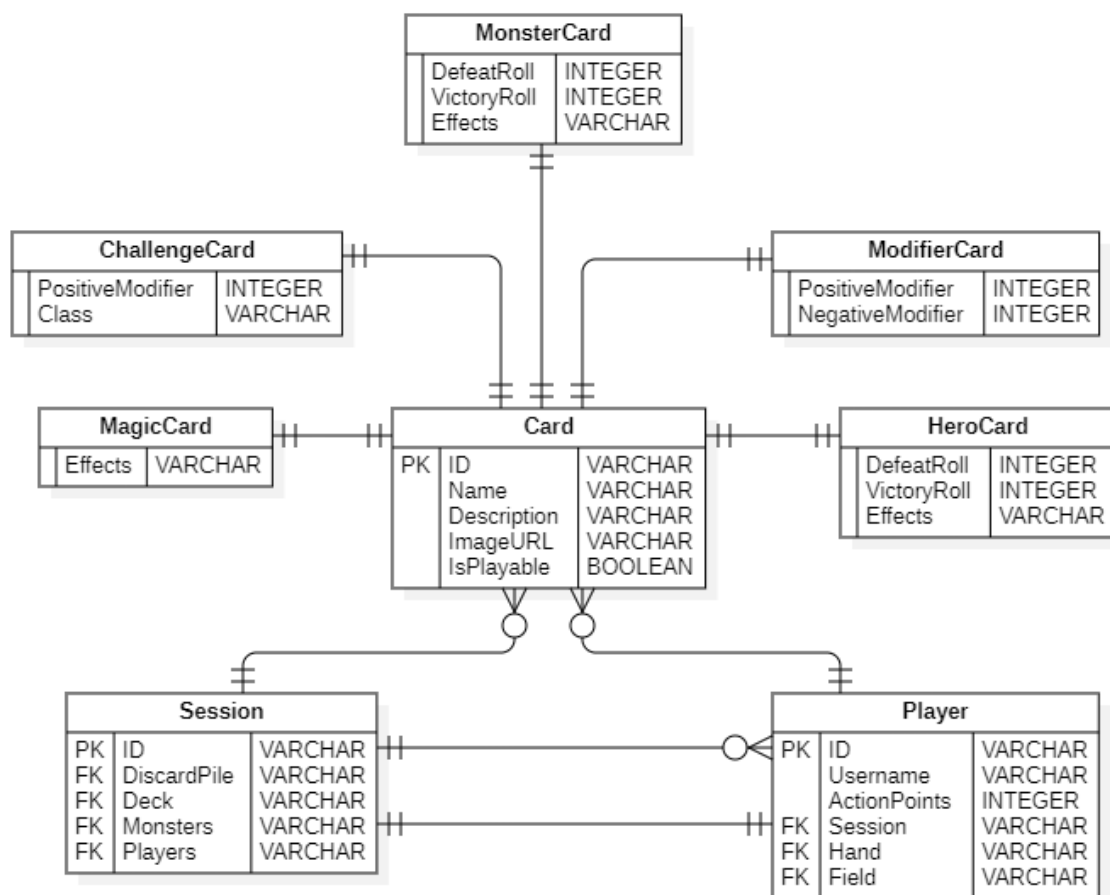 MonsterCard
DefeatRoll INTEGER
VictoryRoll INTEGER
Effects VARCHAR
ChallengeCard
PositiveModifier INTEGER
Class VARCHAR
ModifierCard
PositiveModifier INTEGER
NegativeModifier INTEGER
MagicCard
Effects VARCHAR
Card
PK ID VARCHAR
Name VARCHAR
Description VARCHAR
ImageURL VARCHAR
IsPlayable BOOLEAN
HeroCard
DefeatRoll INTEGER
VictoryRoll INTEGER
Effects VARCHAR
Session
PK ID VARCHAR
FK DiscardPile VARCHAR
FK Deck VARCHAR
FK Monsters VARCHAR
FK Players VARCHAR
Player
PK ID VARCHAR
Username VARCHAR
ActionPoints INTEGER
FK Session VARCHAR
FK Hand VARCHAR
FK Field VARCHAR